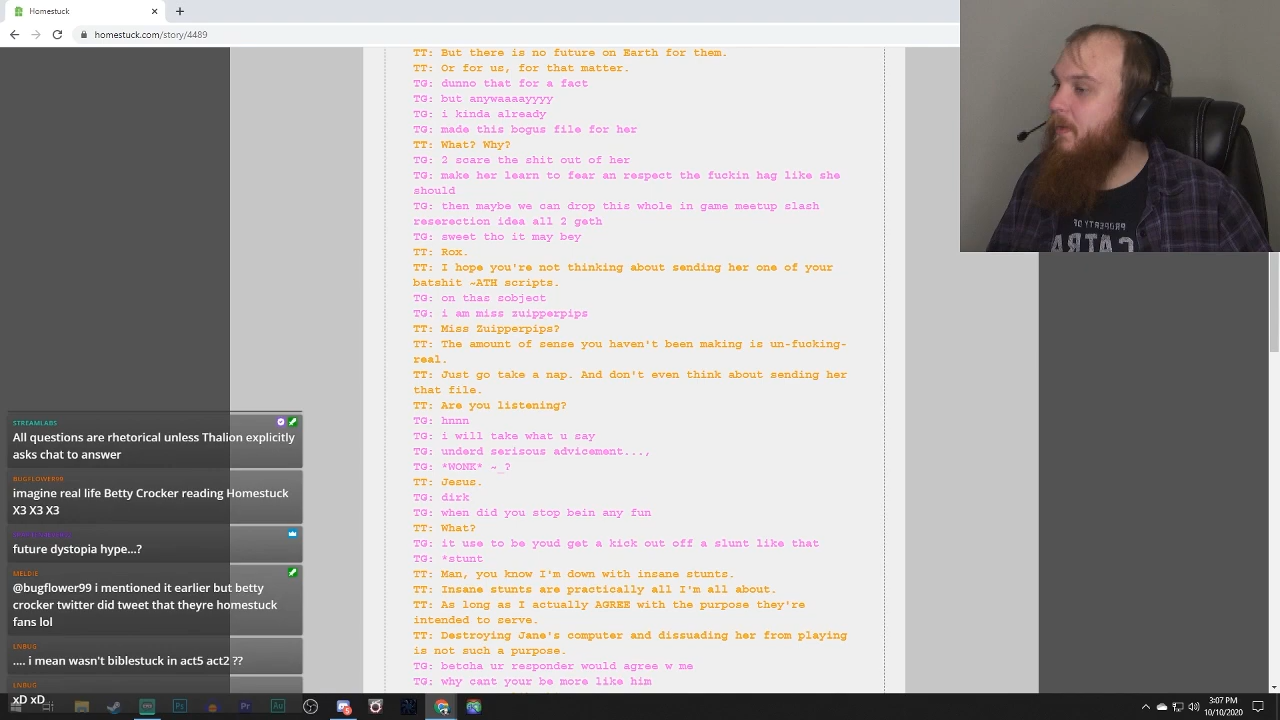 Homestuck
homestuck.com/story/4489
TT: But there is no future on Earth for them.
TT: Or for us, for that matter.
TG: dunno that for a fact
TG: but anywaaaayyyy
TG: i kinda already
TG: made this bogus file for her
TT: What? Why?
TG: 2 scare the shit out of her
TG: make her learn to fear an respect the fuckin hag like she
should
TG: then maybe we can drop this whole in game meetup slash
reserection idea all 2 geth
TG: sweet tho it may bey
TT: Rox.
TT: I hope you're not thinking about sending her one of your
batshit ~ATH scripts.
TG: on thas sobject
TG: i am miss zuipperpips
TT: Miss Zuipperpips?
TT: The amount of sense you haven't been making is un-fucking-
real.
TT: Just go take a nap. And don't even think about sending her
that file.
TT: Are you listening?
TG: hnnn
TG: i will take what u say
TG: underd serisous advicement...,
TG: *WONK* ~_?
TT: Jesus.
TG: dirk
TG: when did you stop bein any fun
TT: What?
TG: it use to be youd get a kick out off a slunt like that
TG: *stunt
TT: Man, you know I'm down with insane stunts.
TT: Insane stunts are practically all I'm all about.
TT: As long as I actually AGREE with the purpose they're
intended to serve.
TT: Destroying Jane's computer and dissuading her from playing
is not such a purpose.
TG: betcha ur responder would agree w me
TG: why cant your be more like him
PROPERTY OF
CATRA
STREAMLABS
All questions are rhetorical unless Thalion explicitly
asks chat to answer
BUGFLOWER99
imagine real life Betty Crocker reading Homestuck
X3 X3 X3
future dystopia hype...?
MELDIE
@bugflower99 i mentioned it earlier but betty
crocker twitter did tweet that theyre homestuck
fans lol
LNBUG
.... i mean wasn't biblestuck in act5 act2 ??
LNBUG
xD xD
3:07 PM
10/10/2020